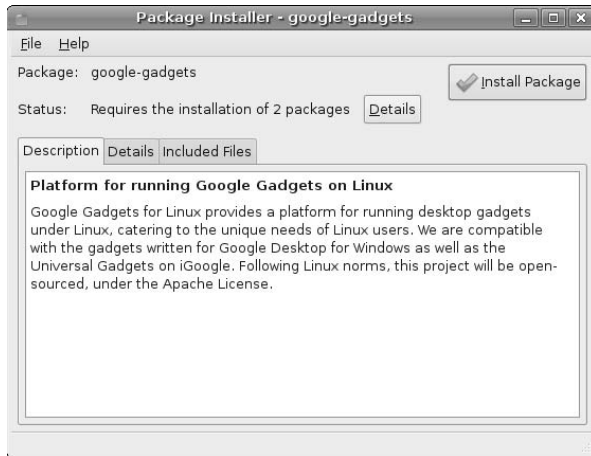 Package Installer - google-gadgets
File Help
Package: google-gadgets
Install Package
Status: Requires the installation of 2 packages Details
Description Details Included Files
Platform for running Google Gadgets on Linux
Google Gadgets for Linux provides a platform for running desktop gadgets
under Linux, catering to the unique needs of Linux users. We are compatible
with the gadgets written for Google Desktop for Windows as well as the
Universal Gadgets on iGoogle. Following Linux norms, this project will be open-
sourced, under the Apache License.